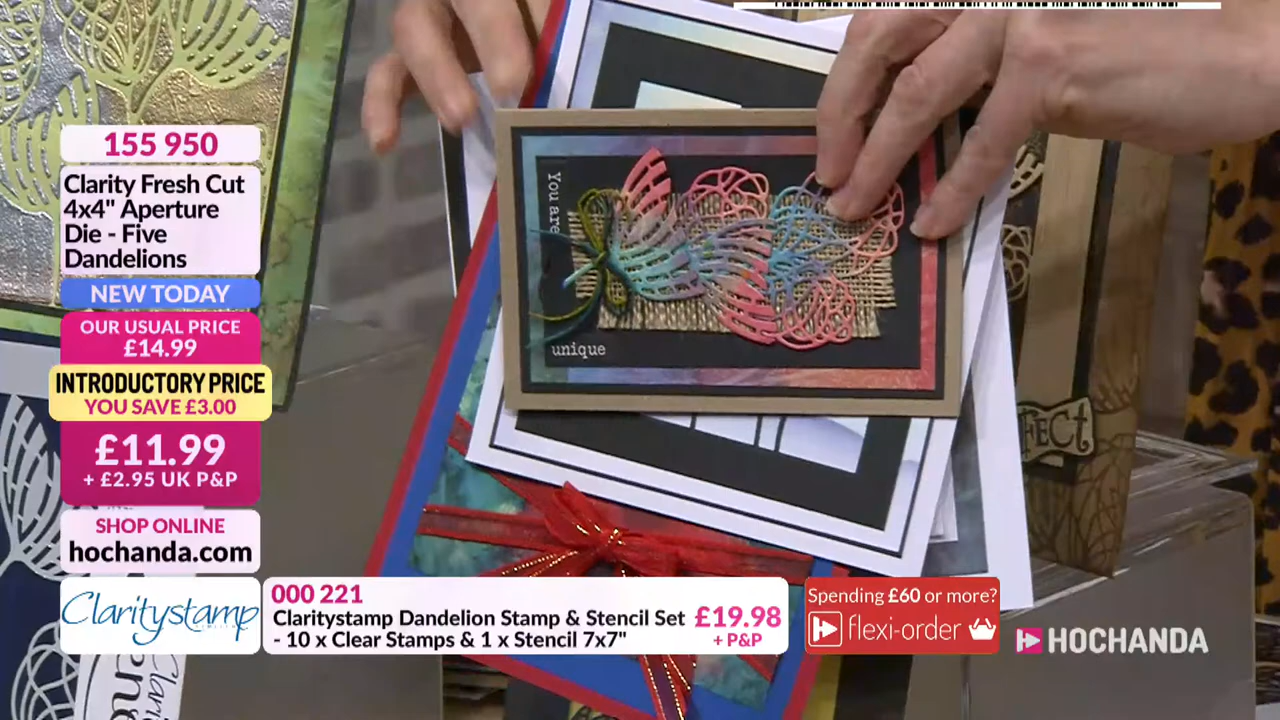 155 950
Clarity Fresh Cut
4x4" Aperture
Die - Five
Dandelions
NEW TODAY
OUR USUAL PRICE
£14.99
INTRODUCTORY PRICE
YOU SAVE £3.00
£11.99
+ £2.95 UK P&P
SHOP ONLINE
hochanda.com
Claritystamp
000 221
Claritystamp Dandelion Stamp & Stencil Set
- 10 x Clear Stamps & 1 x Stencil 7x7"
£19.98
+ P&P
Spending £60 or more?
flexi-order
HOCHANDA
You are
unique